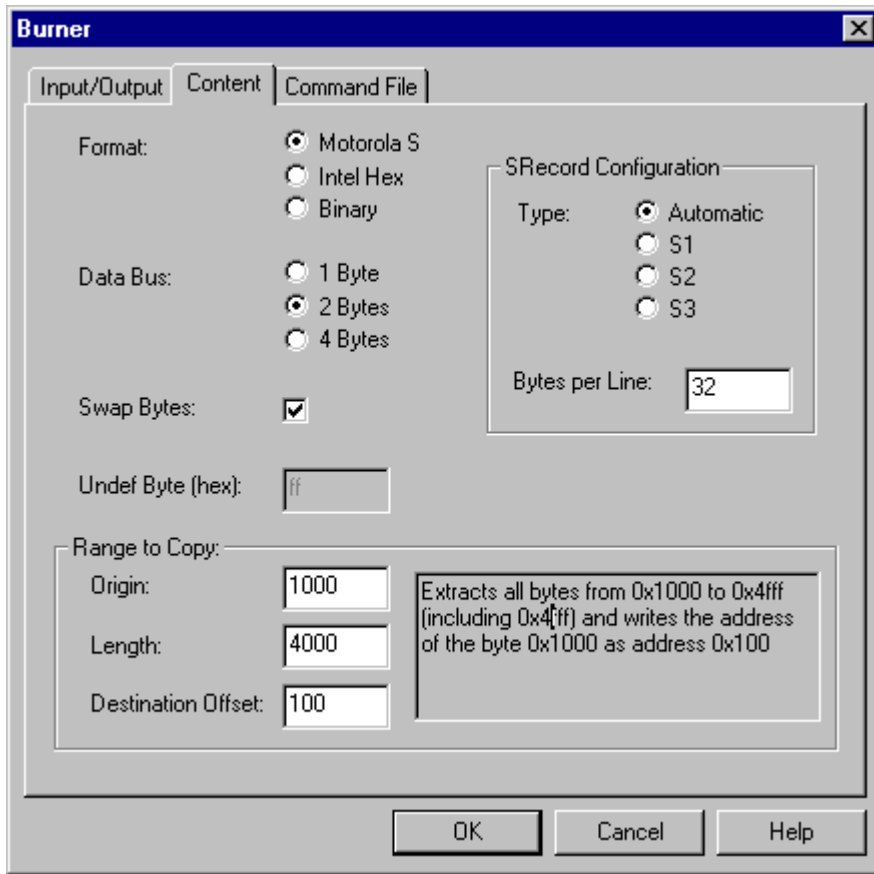 Burner
Input/Output Content Command File
Format:
Motorola S
Intel Hex
Binary
Data Bus:
1 Byte
2 Bytes
4 Bytes
Swap Bytes:
Undef Byte (hex):
ff
SRecord Configuration
Type:
Automatic
S1
S2
S3
Bytes per Line:
32
Range to Copy:
Origin:
1000
Length:
4000
Destination Offset:
100
Extracts all bytes from 0x1000 to 0x4fff
(including 0x4fff) and writes the address
of the byte 0x1000 as address 0x100
OK Cancel Help